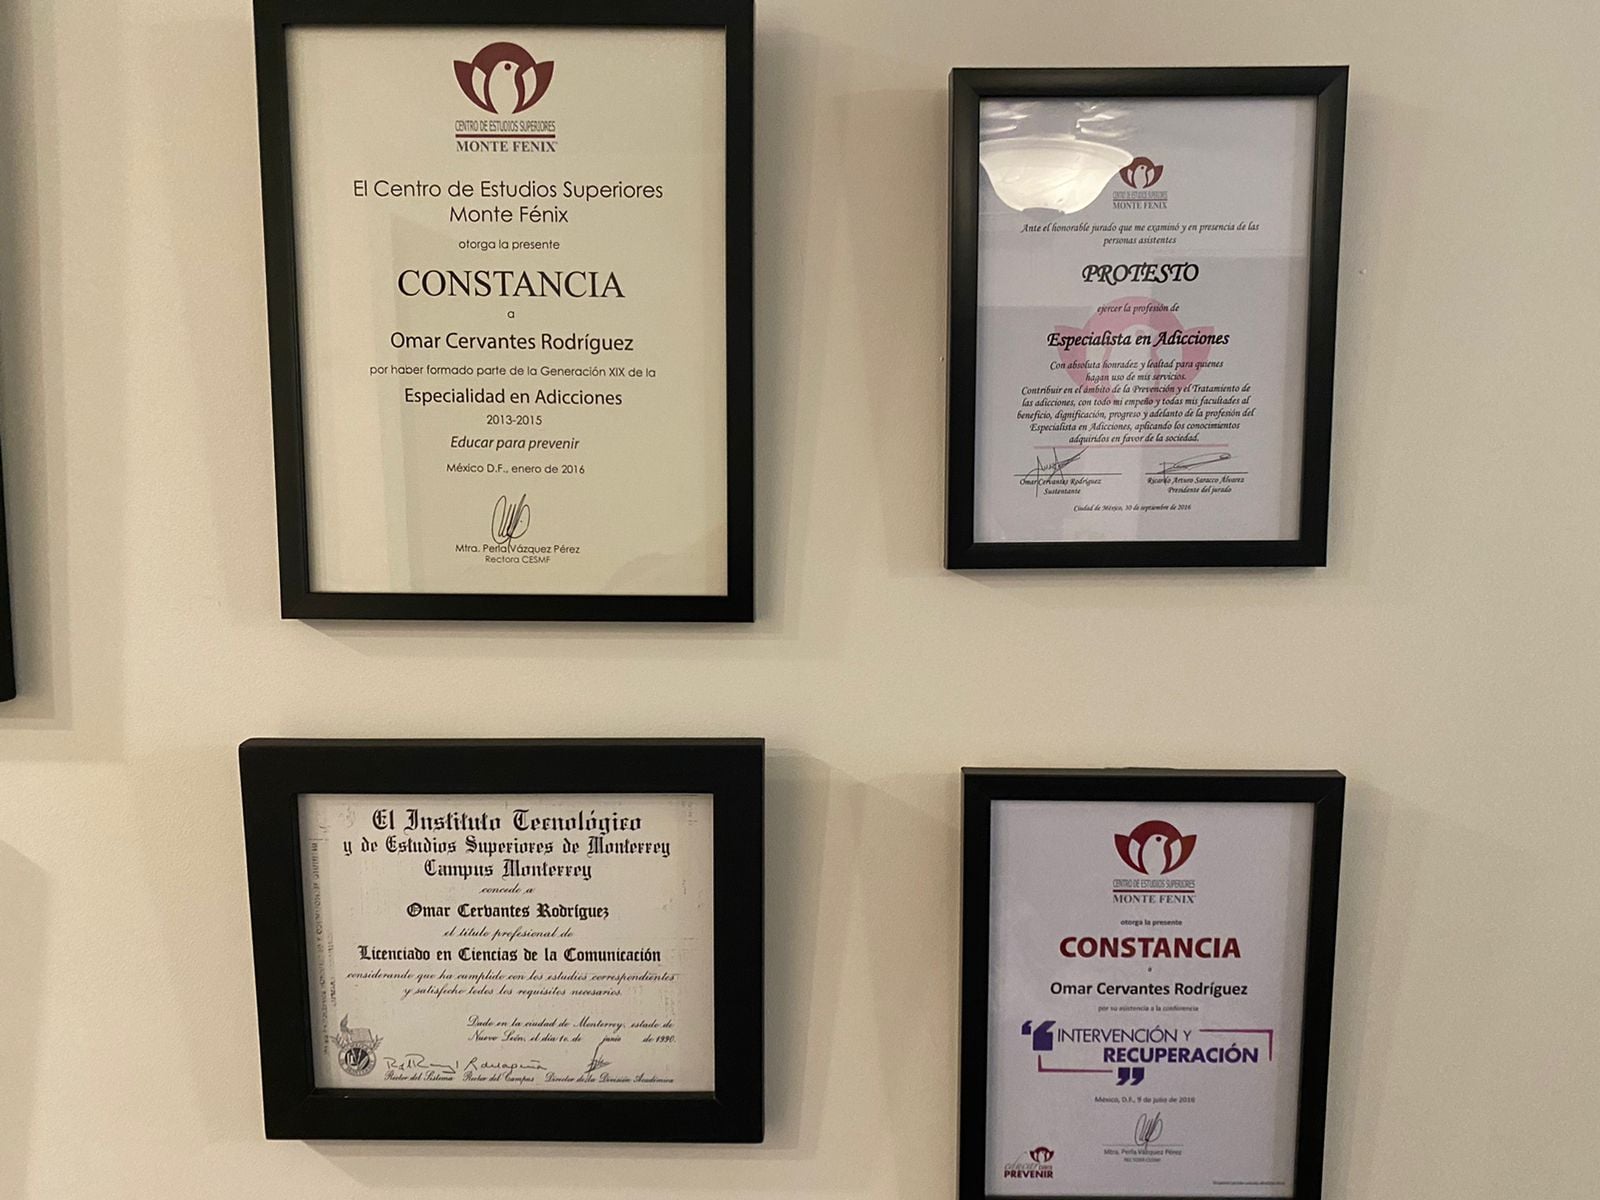 CENTRO DE ESTUDIOS SUPERIORES
MONTE FENIX
El Centro de Estudios Superiores
Monte Fénix
otorga la presente
CONSTANCIA
a
Omar Cervantes Rodríguez
por haber formado parte de la Generación XIX de la
Especialidad en Adicciones
2013-2015
Educar para prevenir
México D.F., enero de 2016
Mtra. Perla Vázquez Pérez
Rectora CESMF
CENTRO DE ESTUDIOS SUPERIORES
MONTE FENIX
Ante el honorable jurado que me examinó y en presencia de las
personas asistentes
PROTESTO
ejercer la profesión de
Especialista en Adicciones
Con absoluta honradez y lealtad para quienes
hagan uso de mis servicios.
Contribuir en el ámbito de la Prevención y el Tratamiento de
las adicciones, con todo mi empeño y todas mis facultades al
beneficio, dignificación, progreso y adelanto de la profesión del
Especialista en Adicciones, aplicando los conocimientos
adquiridos en favor de la sociedad.
Omar Cervantes Rodríguez
Sustentante
Ricardo Arturo Saracco Álvarez
Presidente del jurado
Ciudad de México, 30 de septiembre de 2016
El Instituto Tecnológico
y de Estudios Superiores de Monterrey
Campus Monterrey
concede a
Omar Cervantes Rodríguez
el título profesional de
Licenciado en Ciencias de la Comunicación
considerando que ha cumplido con los estudios correspondientes
y satisfecho todos los requisitos necesarios.
Dado en la ciudad de Monterrey, estado de
Nuevo León, el día 1o. de junio de 1990.
Rector del Sistema Rector del Campus Director de la División Académica
CENTRO DE ESTUDIOS SUPERIORES
MONTE FENIX
otorga la presente
CONSTANCIA
a
Omar Cervantes Rodríguez
por su asistencia a la conferencia
"INTERVENCIÓN Y
RECUPERACIÓN"
México, D.F., 9 de julio de 2016
Mtra. Perla Vázquez Pérez
RECTORA CESMF
educar para
PREVENIR